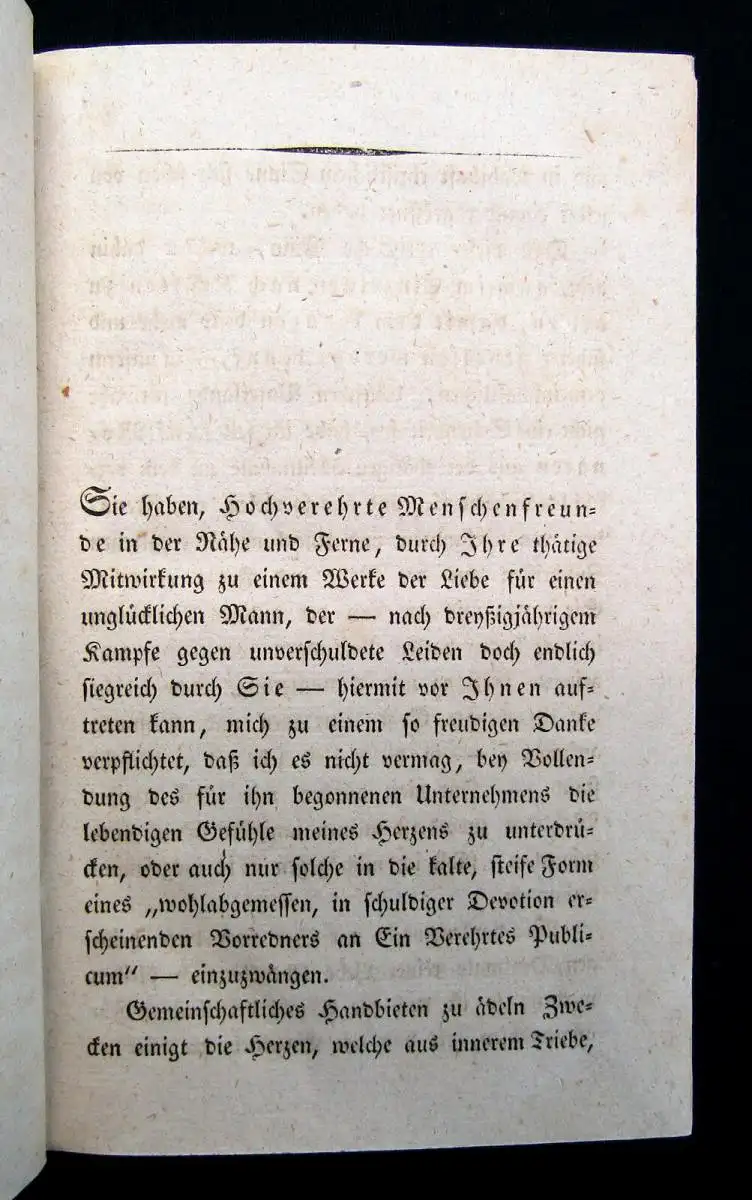 Sie haben, Hochverehrte Menschenfreun-
de in der Nähe und Ferne, durch Ihre thätige
Mitwirkung zu einem Werke der Liebe für einen
unglücklichen Mann, der — nach dreyßigjährigem
Kampfe gegen unverschuldete Leiden doch endlich
siegreich durch Sie — hiermit vor Ihnen auf-
treten kann, mich zu einem so freudigen Danke
verpflichtet, daß ich es nicht vermag, bey Vollen-
dung des für ihn begonnenen Unternehmens die
lebendigen Gefühle meines Herzens zu unterdrü-
cken, oder auch nur solche in die kalte, steife Form
eines „wohlabgemessen, in schuldiger Devotion er-
scheinenden Vorredners an Ein Verehrtes Publi-
cum“ — einzuzwängen.
Gemeinschaftliches Handbieten zu ädeln Zwe-
cken einigt die Herzen, welche aus innerem Triebe,